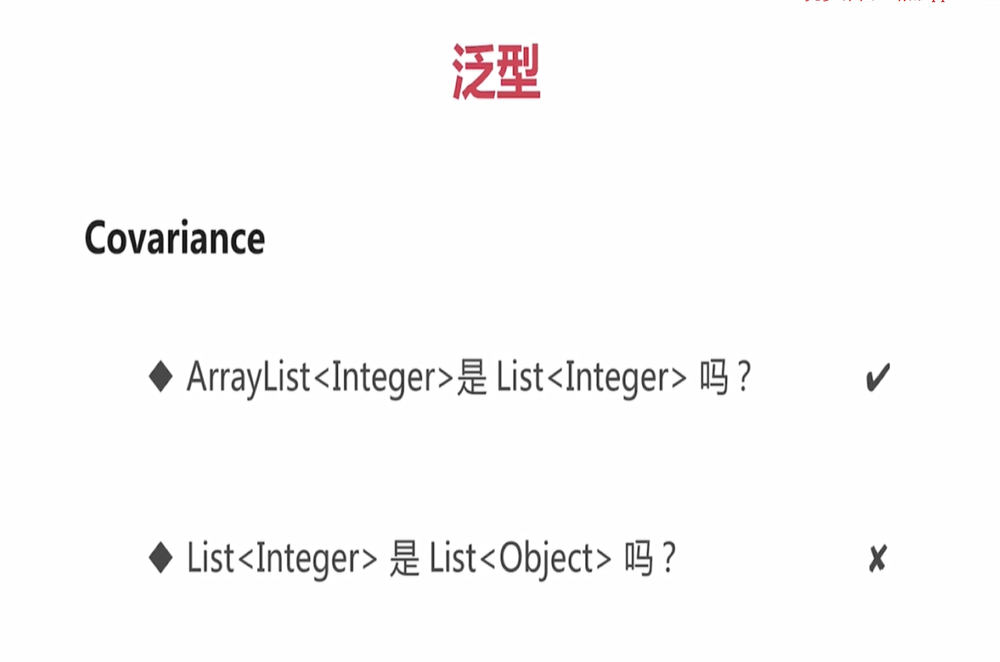 泛型
Covariance
◆ ArrayList<Integer>是 List<Integer> 吗？ ✔
◆ List<Integer> 是 List<Object> 吗？ ✘